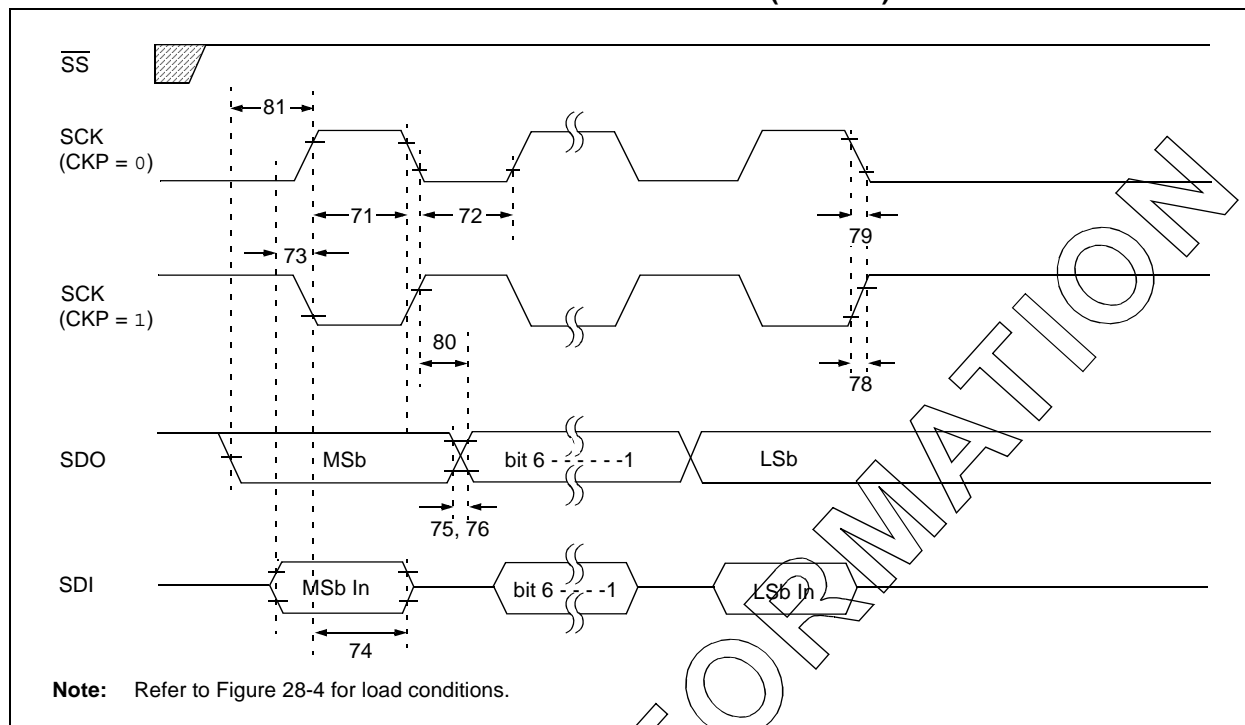 SS
81
SCK
(CKP = 0)
71
72
79
73
SCK
(CKP = 1)
80
78
SDO
MSb
bit 6 - - - - - - -1
LSb
75, 76
SDI
MSb In
bit 6 - - - - -1
LSb In
74
Note: Refer to Figure 28-4 for load conditions.
ORMATION